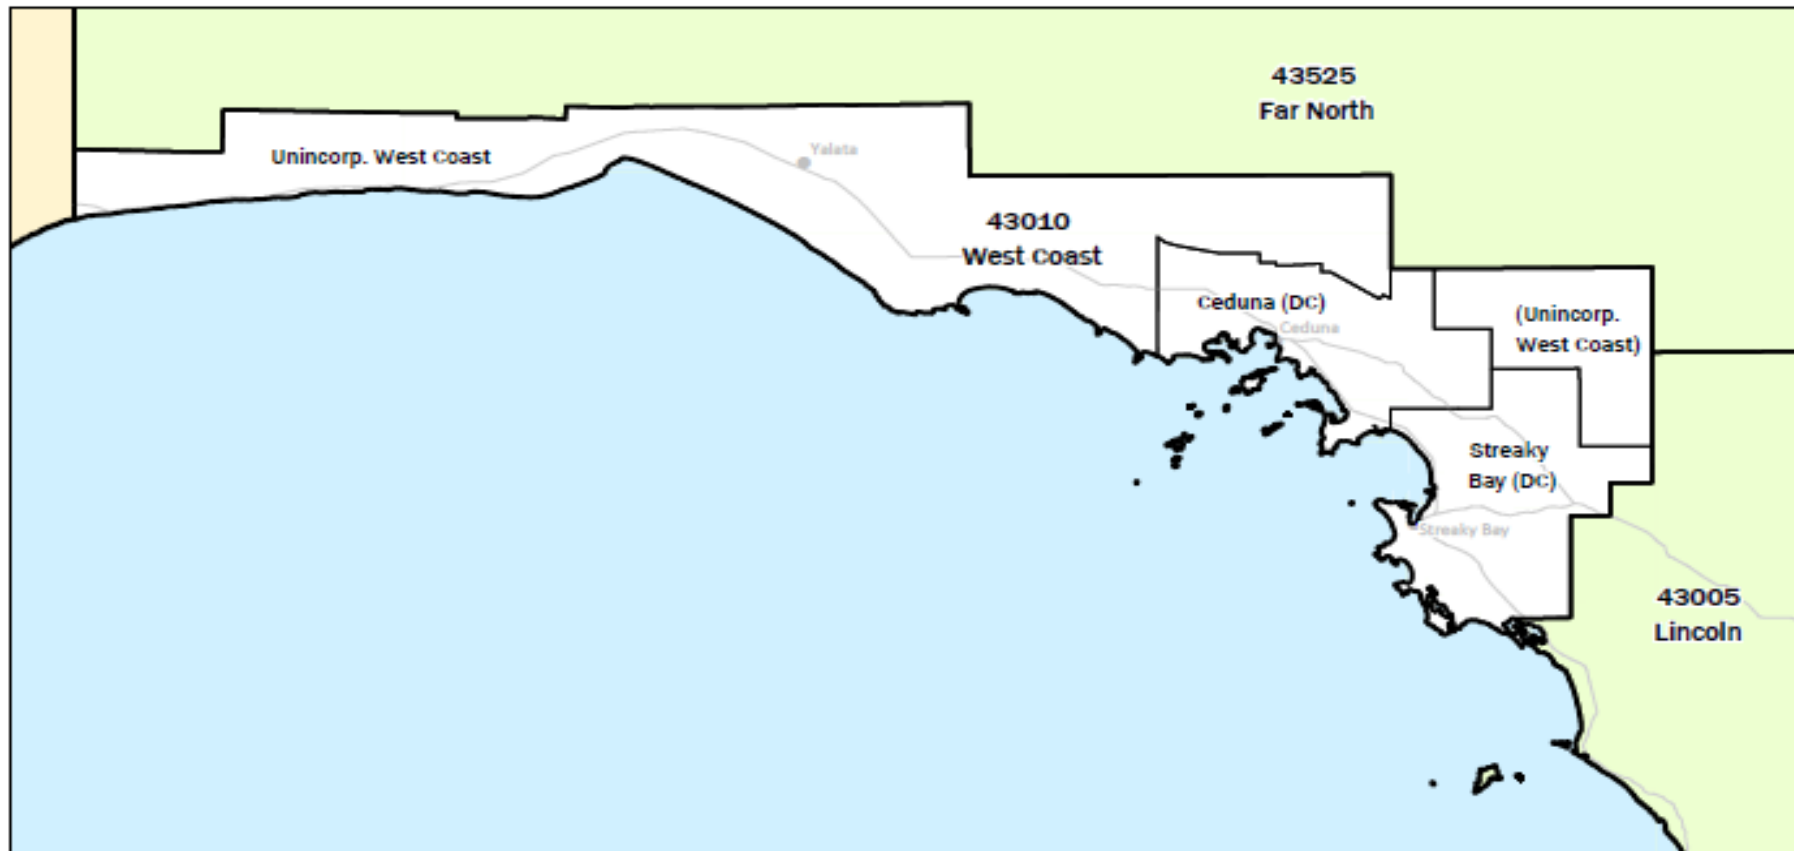 43525
Far North
Unincorp. West Coast
Yalata
43010
West Coast
Ceduna (DC)
Ceduna
(Unincorp.
West Coast)
Streaky
Bay (DC)
Streaky Bay
43005
Lincoln